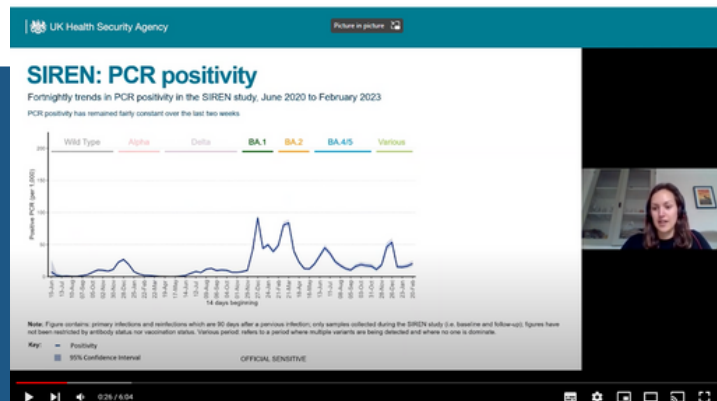 UK Health Security Agency
Picture in picture
SIREN: PCR positivity
Fortnightly trends in PCR positivity in the SIREN study, June 2020 to February 2023
PCR positivity has remained fairly constant over the last two weeks
Wild Type Alpha Delta BA.1 BA.2 BA.4/5 Various
Positive PCR (per 1,000)
200
150
100
50
0
14 days beginning
Note: Figure contains: primary infections and reinfections which are 90 days after a pervious infection; only samples collected during the SIREN study (i.e. baseline and follow-up); figures have
not been restricted by antibody status nor vaccination status. Various period: refers to a period where multiple variants are being detected and where no one is dominate.
Key: Positivity
95% Confidence Interval
OFFICIAL SENSITIVE
0:26 / 6:04